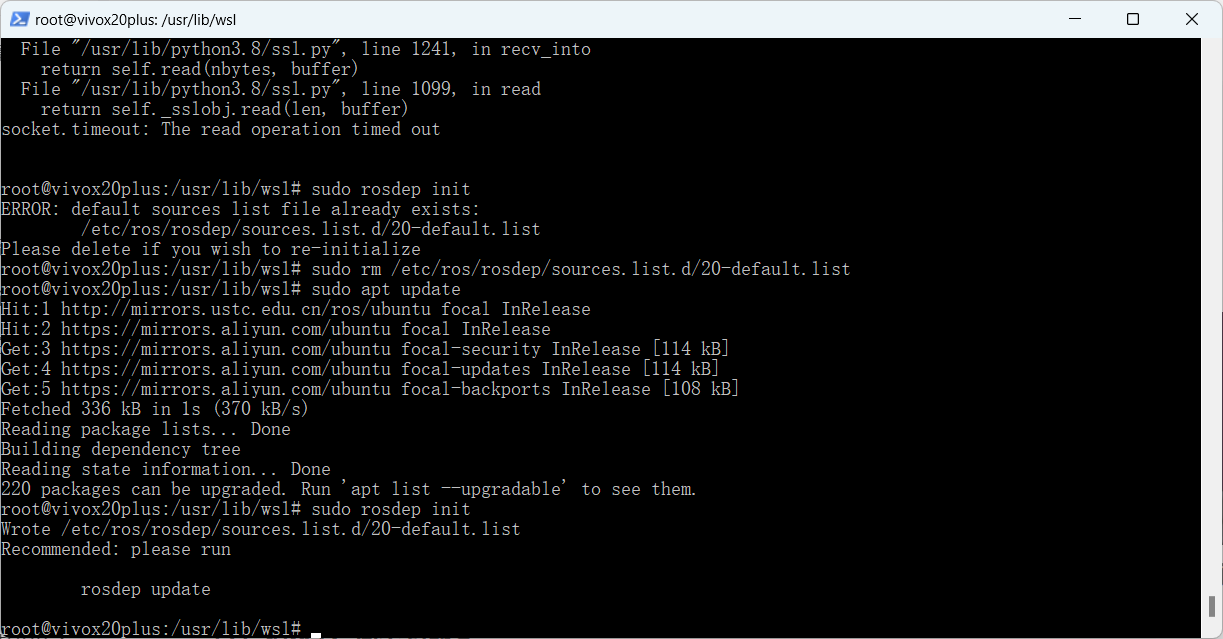 root@vivox20plus: /usr/lib/wsl
File "/usr/lib/python3.8/ssl.py", line 1241, in recv_into
return self.read(nbytes, buffer)
File "/usr/lib/python3.8/ssl.py", line 1099, in read
return self._sslobj.read(len, buffer)
socket.timeout: The read operation timed out
root@vivox20plus:/usr/lib/wsl# sudo rosdep init
ERROR: default sources list file already exists:
/etc/ros/rosdep/sources.list.d/20-default.list
Please delete if you wish to re-initialize
root@vivox20plus:/usr/lib/wsl# sudo rm /etc/ros/rosdep/sources.list.d/20-default.list
root@vivox20plus:/usr/lib/wsl# sudo apt update
Hit:1 http://mirrors.ustc.edu.cn/ros/ubuntu focal InRelease
Hit:2 https://mirrors.aliyun.com/ubuntu focal InRelease
Get:3 https://mirrors.aliyun.com/ubuntu focal-security InRelease [114 kB]
Get:4 https://mirrors.aliyun.com/ubuntu focal-updates InRelease [114 kB]
Get:5 https://mirrors.aliyun.com/ubuntu focal-backports InRelease [108 kB]
Fetched 336 kB in 1s (370 kB/s)
Reading package lists... Done
Building dependency tree
Reading state information... Done
220 packages can be upgraded. Run 'apt list --upgradable' to see them.
root@vivox20plus:/usr/lib/wsl# sudo rosdep init
Wrote /etc/ros/rosdep/sources.list.d/20-default.list
Recommended: please run
rosdep update
root@vivox20plus:/usr/lib/wsl#